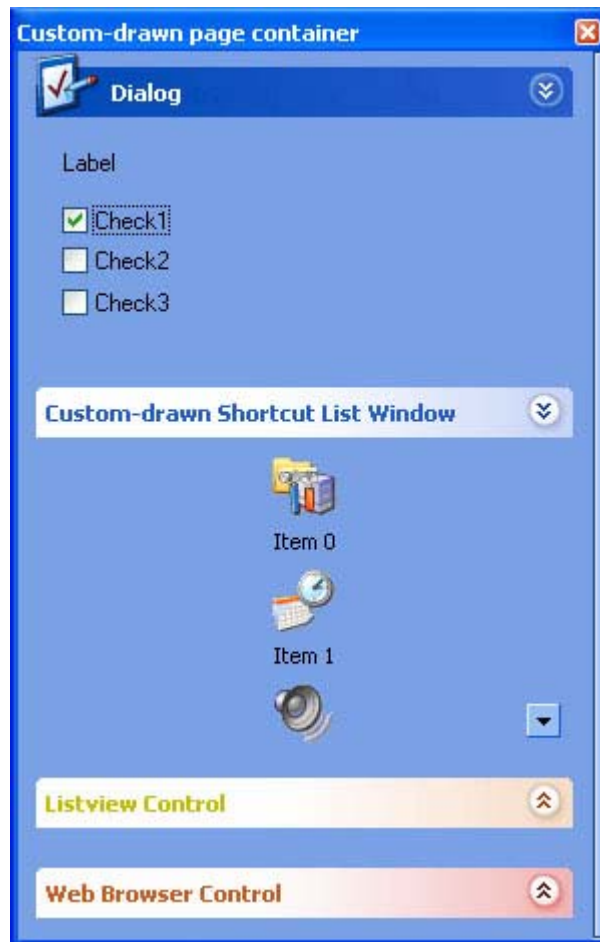 Custom-drawn page container
Dialog
Label
Check1
Check2
Check3
Custom-drawn Shortcut List Window
Item 0
Item 1
Listview Control
Web Browser Control